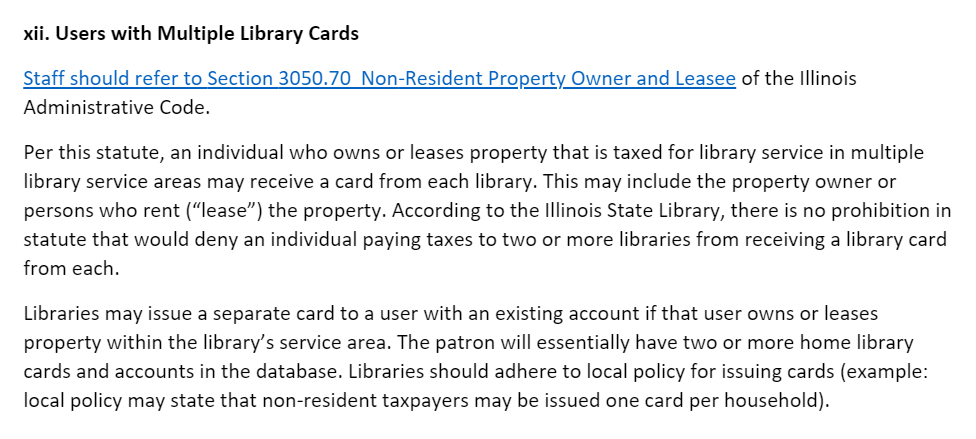 xii. Users with Multiple Library Cards
Staff should refer to Section 3050.70  Non-Resident Property Owner and Leasee of the Illinois
Administrative Code.
Per this statute, an individual who owns or leases property that is taxed for library service in multiple
library service areas may receive a card from each library. This may include the property owner or
persons who rent (“lease”) the property. According to the Illinois State Library, there is no prohibition in
statute that would deny an individual paying taxes to two or more libraries from receiving a library card
from each.
Libraries may issue a separate card to a user with an existing account if that user owns or leases
property within the library’s service area. The patron will essentially have two or more home library
cards and accounts in the database. Libraries should adhere to local policy for issuing cards (example:
local policy may state that non-resident taxpayers may be issued one card per household).